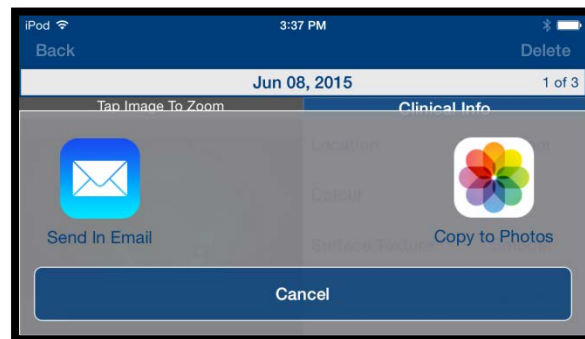 iPod 3:37 PM
Back Delete
Jun 08, 2015 1 of 3
Tap Image To Zoom Clinical Info
Location
Colour
Surface Texture
Send In Email Copy to Photos
Cancel